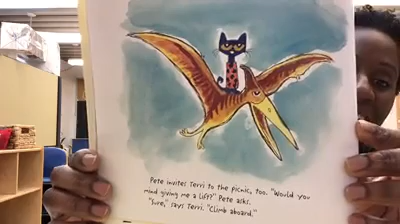 Pete invites Terri to the picnic, too. "Would you
mind giving me a lift?" Pete asks.
"Sure," says Terri. "Climb aboard."